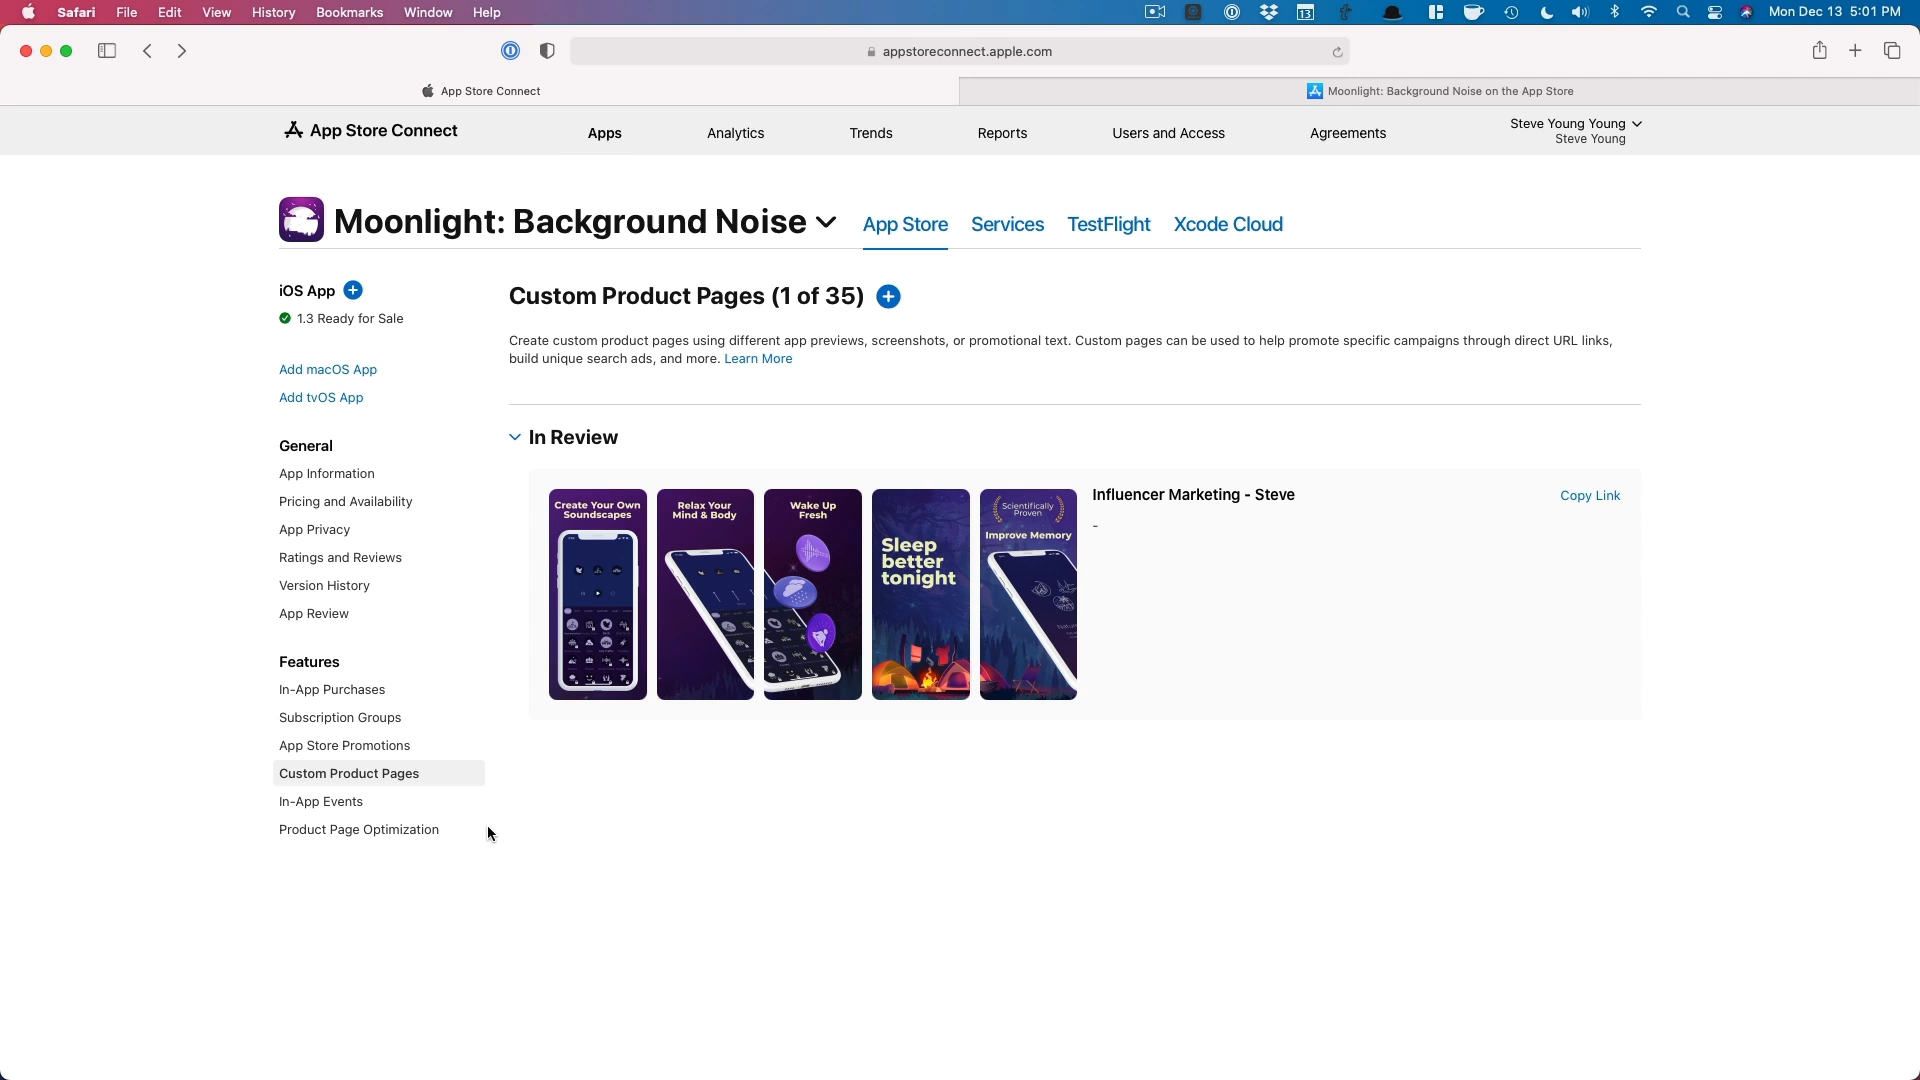 Safari File Edit View History Bookmarks Window Help
13
Mon Dec 13 5:01 PM
appstoreconnect.apple.com
App Store Connect
Moonlight: Background Noise on the App Store
App Store Connect
Apps
Analytics
Trends
Reports
Users and Access
Agreements
Steve Young Young
Steve Young
Moonlight: Background Noise
App Store
Services
TestFlight
Xcode Cloud
iOS App
1.3 Ready for Sale
Add macOS App
Add tvOS App
General
App Information
Pricing and Availability
App Privacy
Ratings and Reviews
Version History
App Review
Features
In-App Purchases
Subscription Groups
App Store Promotions
Custom Product Pages
In-App Events
Product Page Optimization
Custom Product Pages (1 of 35)
Create custom product pages using different app previews, screenshots, or promotional text. Custom pages can be used to help promote specific campaigns through direct URL links,
build unique search ads, and more. Learn More
In Review
Create Your Own
Soundscapes
Relax Your
Mind & Body
Wake Up
Fresh
Sleep
better
tonight
Scientifically
Proven
Improve Memory
Influencer Marketing - Steve
-
Copy Link